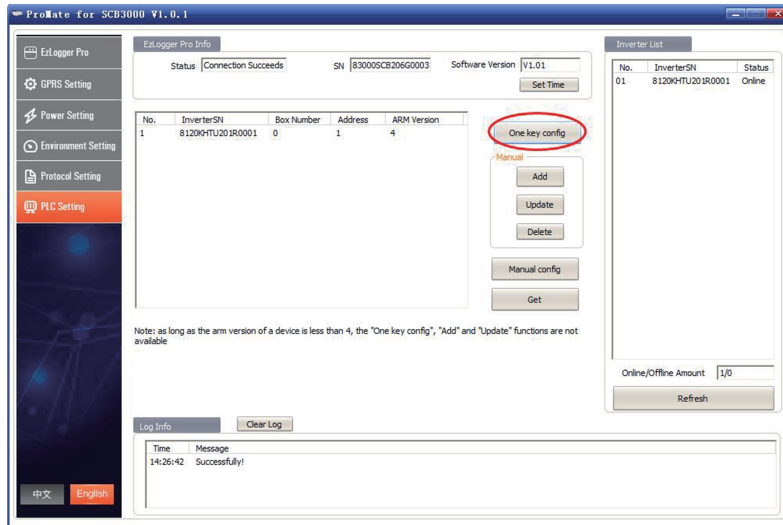 ProMate for SCB3000 V1.0.1
EzLogger Pro
GPRS Setting
Power Setting
Environment Setting
Protocol Setting
PLC Setting
中文 English
EzLogger Pro Info
Status Connection Succeeds SN 83000SCB206G0003 Software Version V1.01
Set Time
No. InverterSN Box Number Address ARM Version
1 8120KHTU201R0001 0 1 4
One key config
Manual
Add
Update
Delete
Manual config
Get
Note: as long as the arm version of a device is less than 4, the "One key config", "Add" and "Update" functions are not
available
Log Info Clear Log
Time Message
14:26:42 Successfully!
Inverter List
No. InverterSN Status
01 8120KHTU201R0001 Online
Online/Offline Amount 1/0
Refresh